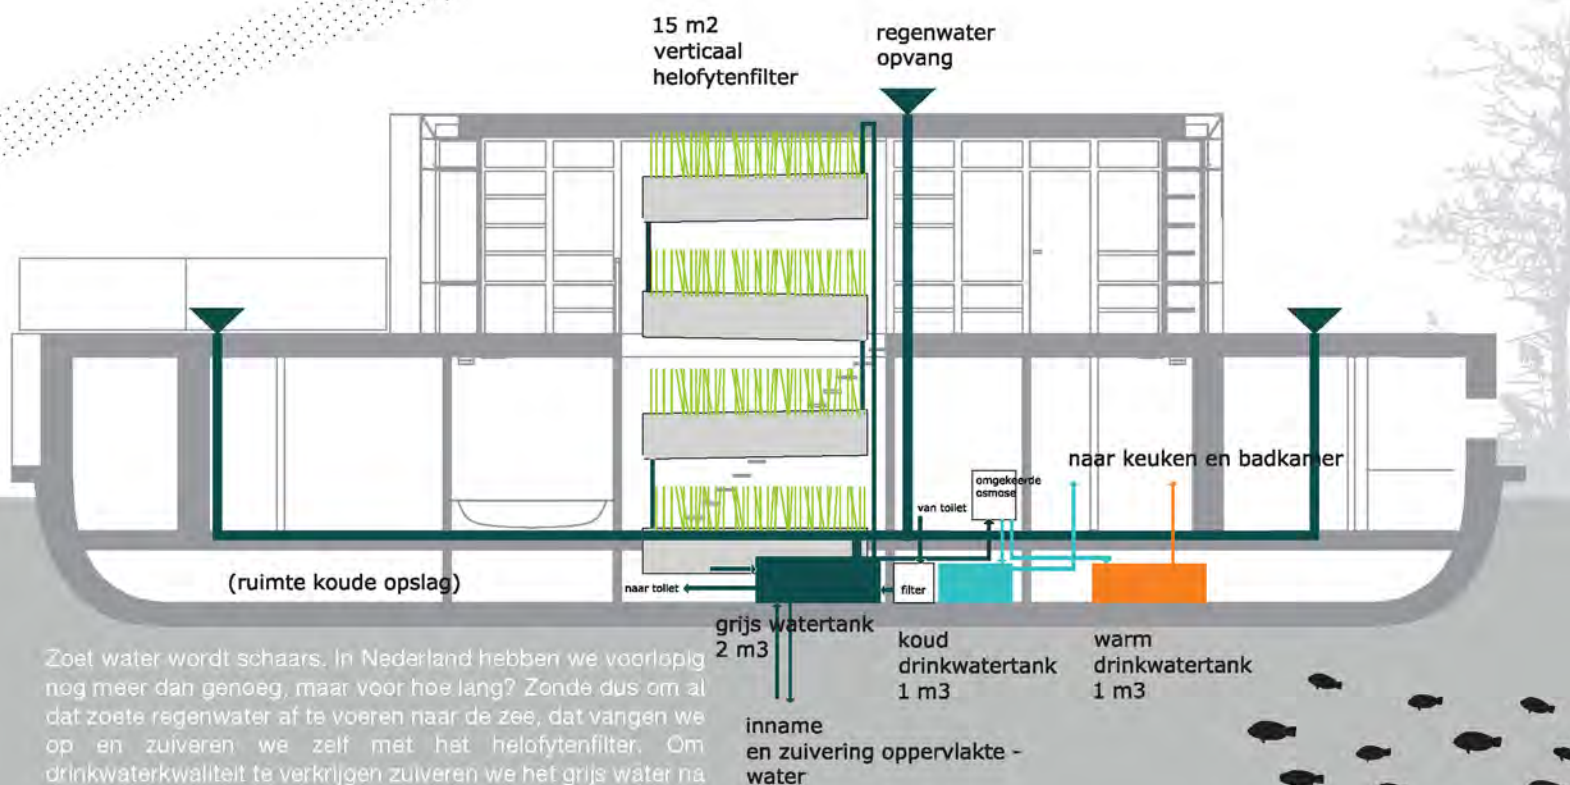 15 m2
verticaal
helofytenfilter
regenwater
opvang
naar keuken en badkamer
omgekeerde
osmose
van toilet
(ruimte koude opslag)
naar toilet
filter
grijs watertank
2 m3
koud
drinkwatertank
1 m3
warm
drinkwatertank
1 m3
inname
en zuivering oppervlakte -
water
Zoet water wordt schaars. In Nederland hebben we voorlopig
nog meer dan genoeg, maar voor hoe lang? Zonde dus om al
dat zoete regenwater af te voeren naar de zee, dat vangen we
op en zuiveren we zelf met het helofytenfilter. Om
drinkwaterkwaliteit te verkrijgen zuiveren we het grijs water na